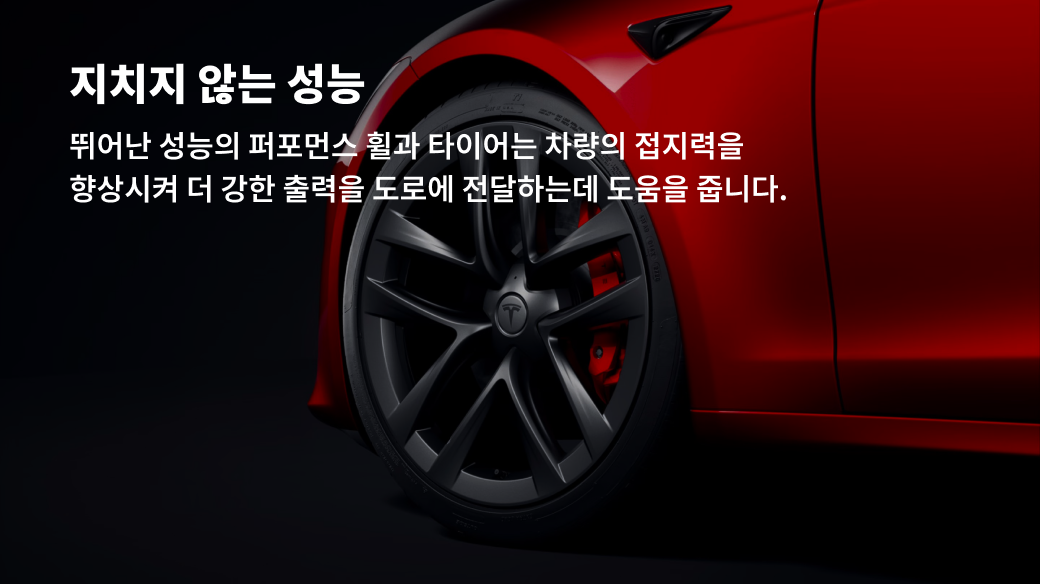 지치지 않는 성능
뛰어난 성능의 퍼포먼스 휠과 타이어는 차량의 접지력을
향상시켜 더 강한 출력을 도로에 전달하는데 도움을 줍니다.